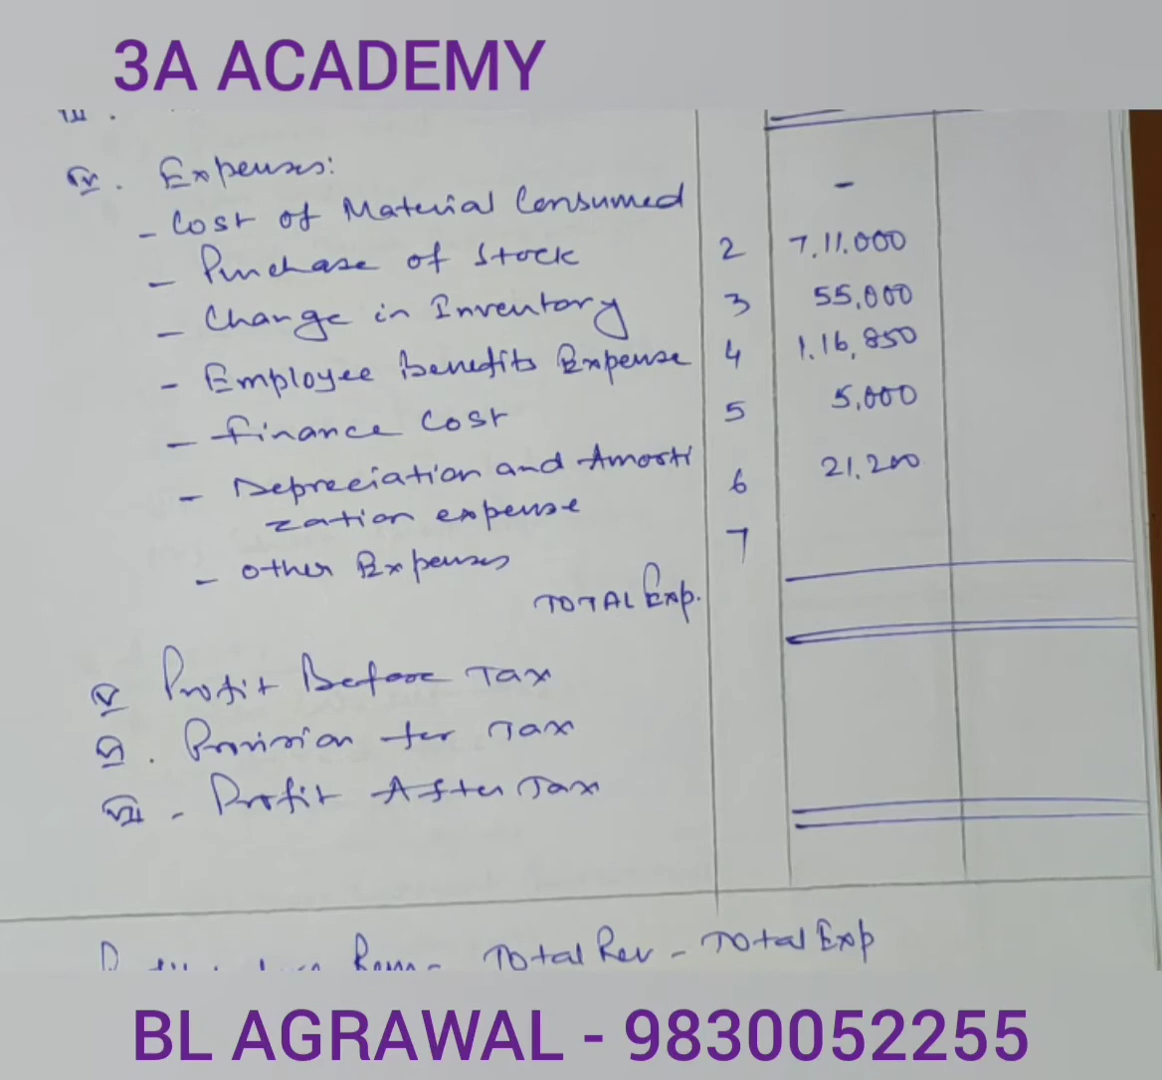 3A ACADEMY
III.
IV. Expenses:
- Cost of Material Consumed -
- Purchase of Stock 2 7,11,000
- Change in Inventory 3 55,000
- Employee Benefits Expense 4 1,16,850
- Finance Cost 5 5,000
- Depreciation and Amorti
zation expense 6 21,200
- Other Expenses 7
TOTAL Exp.
V Profit Before Tax
VI. Provision for Tax
VII - Profit After Tax
Total Rev - Total Exp
BL AGRAWAL - 9830052255